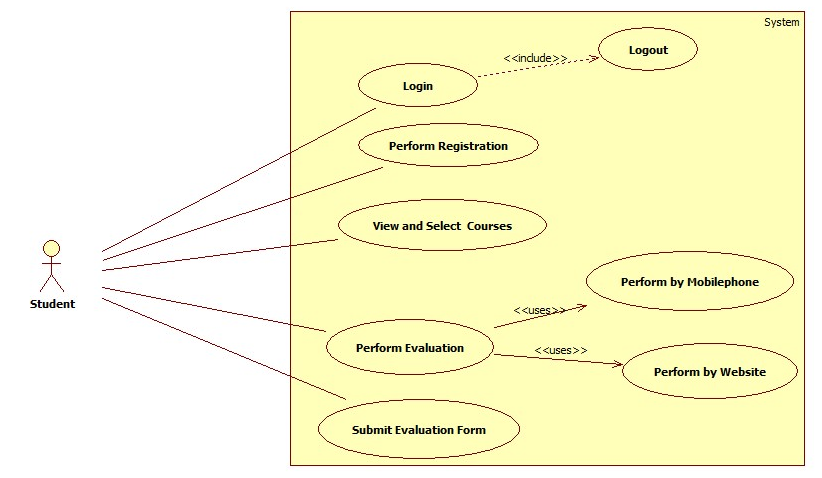 System
Logout
<<include>>
Login
Perform Registration
View and Select Courses
Student
Perform by Mobilephone
<<uses>>
Perform Evaluation
<<uses>>
Perform by Website
Submit Evaluation Form